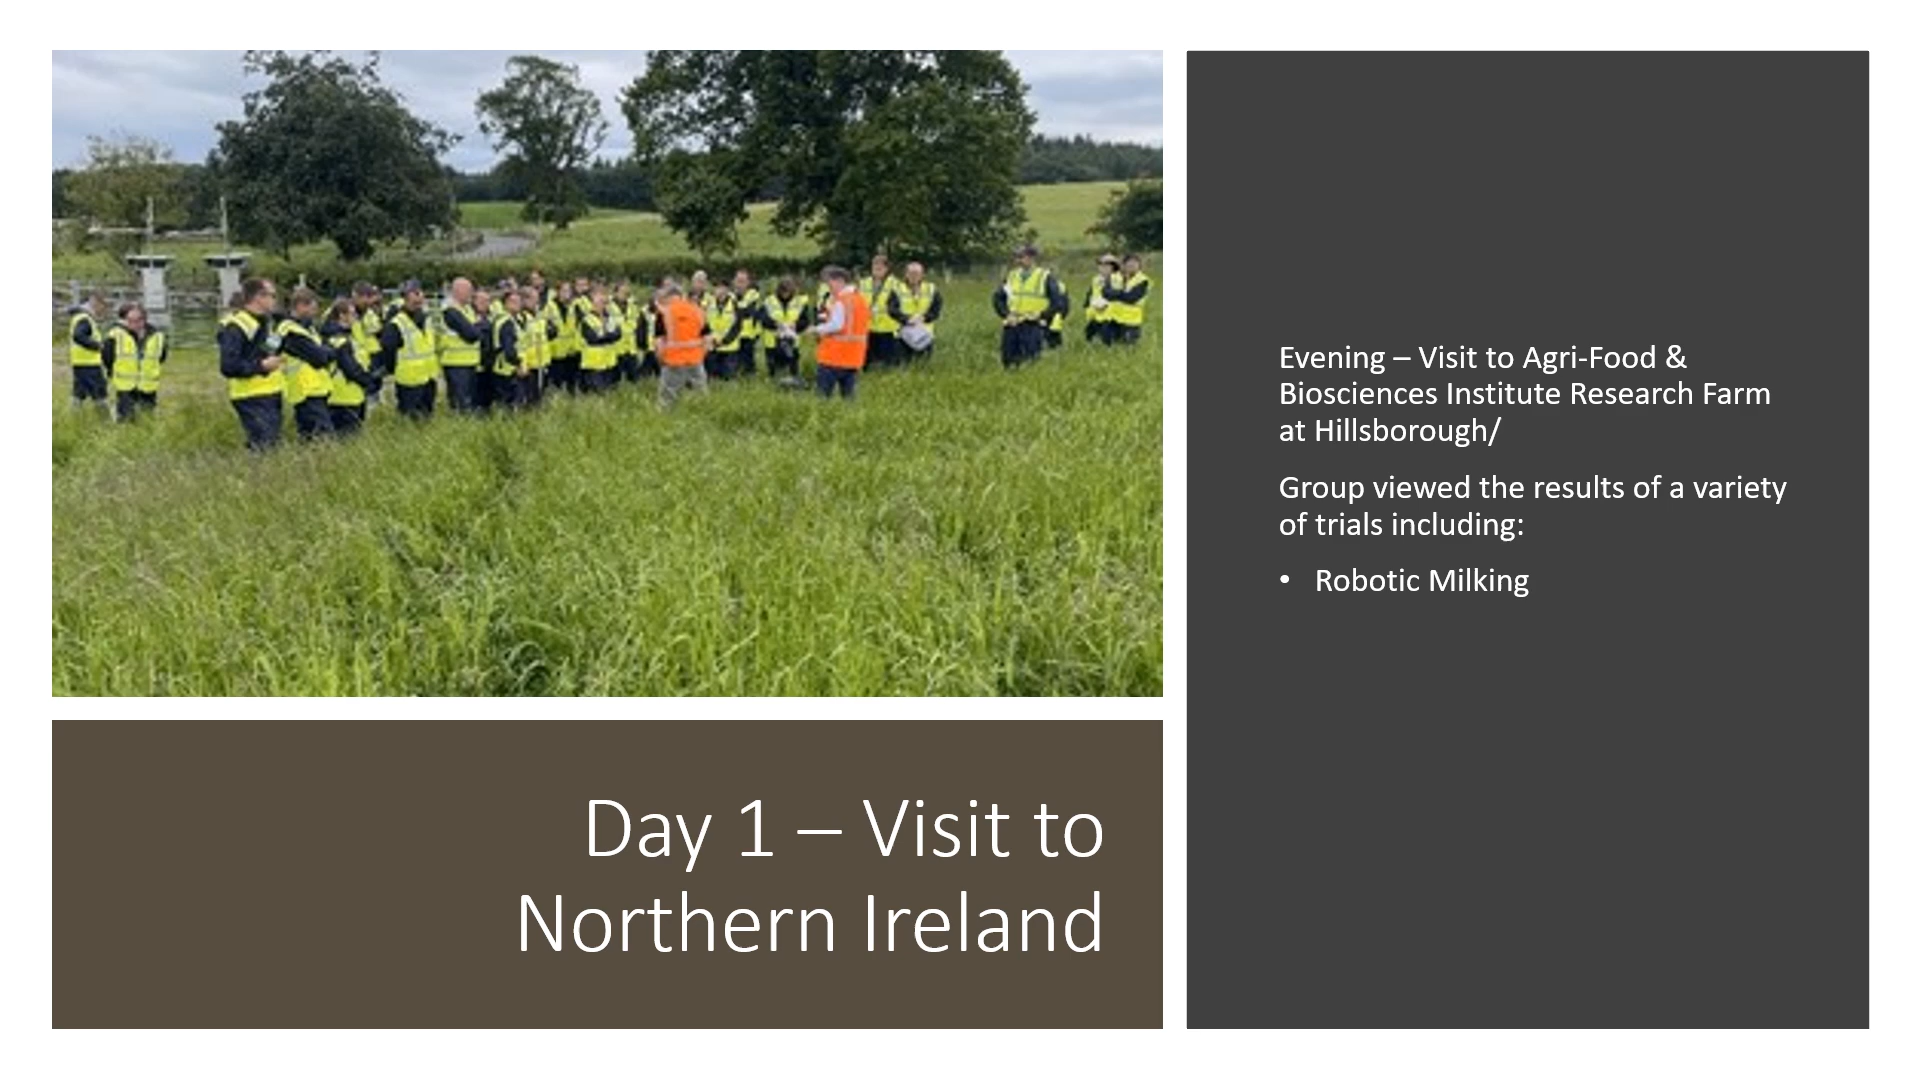 Day 1 – Visit to
Northern Ireland
Evening – Visit to Agri-Food &
Biosciences Institute Research Farm
at Hillsborough/
Group viewed the results of a variety
of trials including:
• Robotic Milking